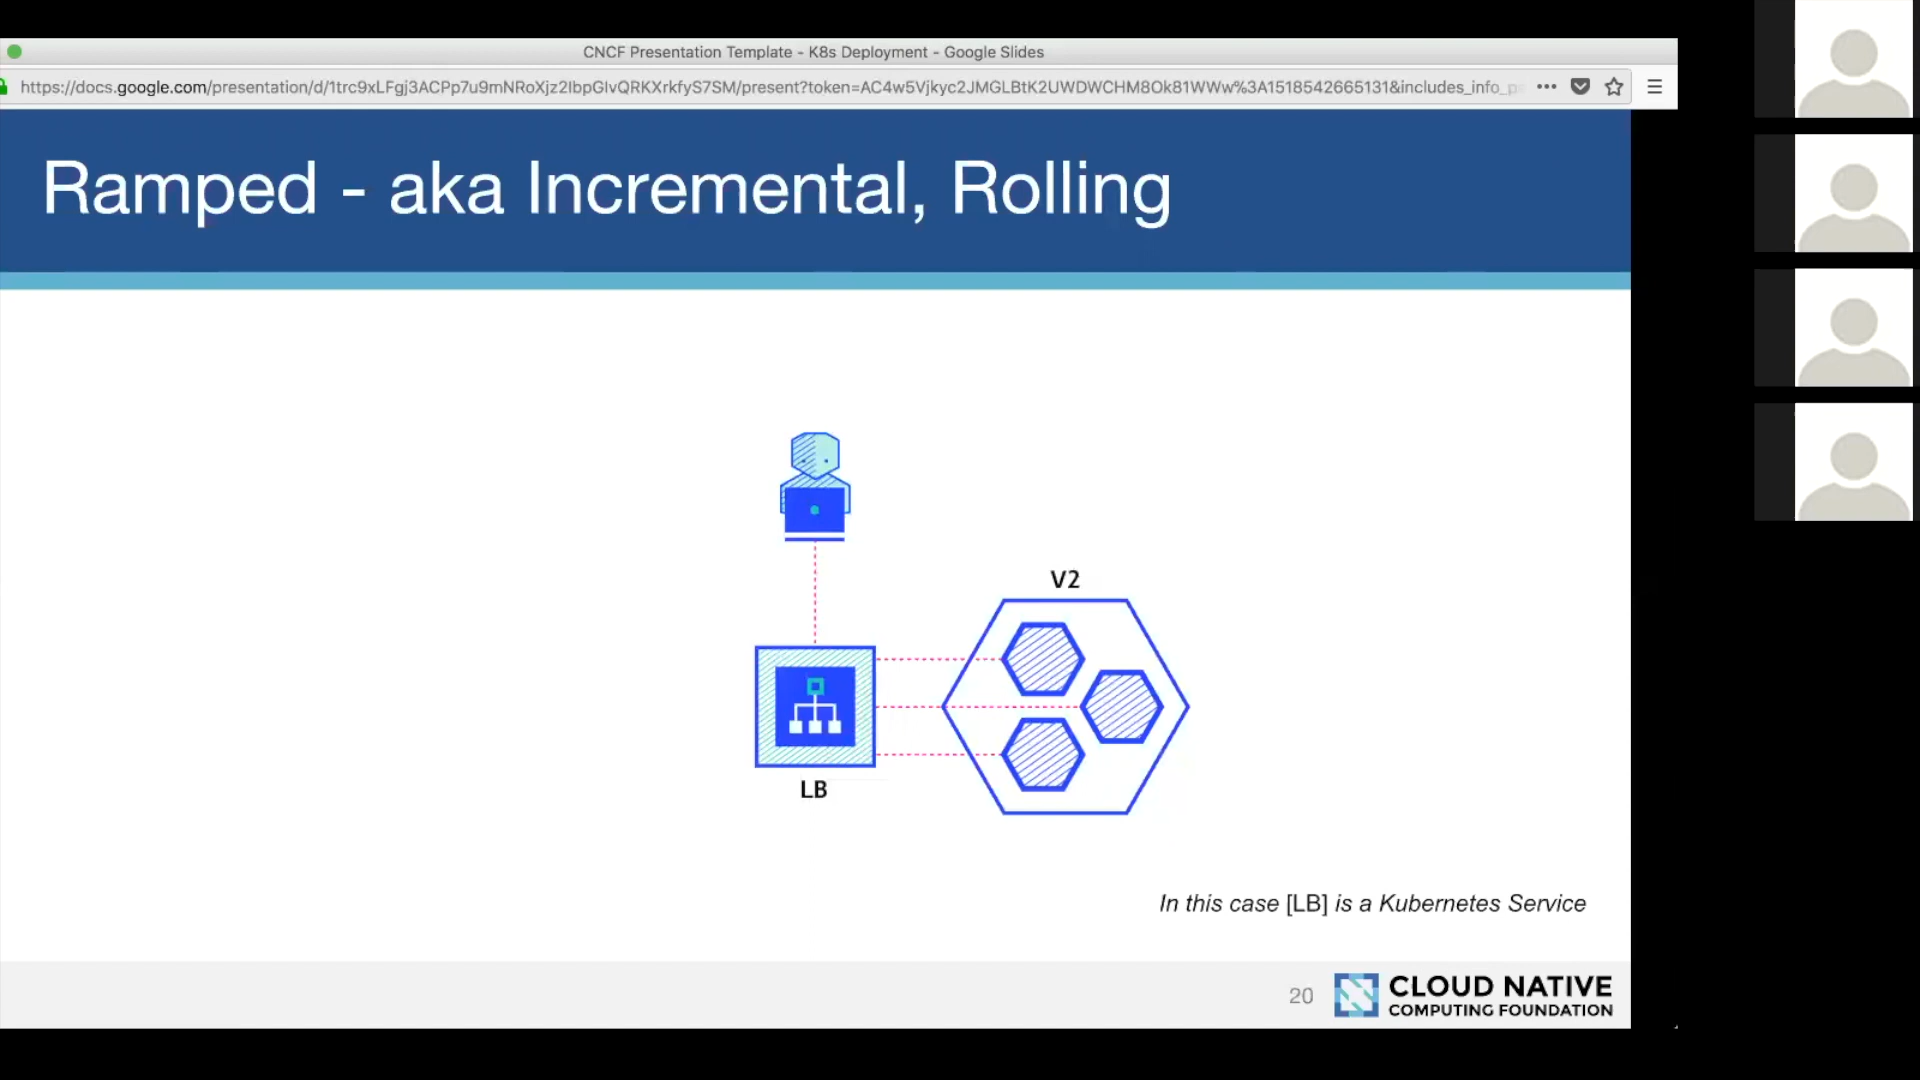 CNCF Presentation Template - K8s Deployment - Google Slides
https://docs.google.com/presentation/d/1trc9xLFgj3ACPp7u9mNRoXjz2IbpGIvQRKXrkfyS7SM/present?token=AC4w5Vjkyc2JMGLBtK2UWDWCHM8Ok81WWw%3A1518542665131&includes_info_p
Ramped - aka Incremental, Rolling
V2
LB
In this case [LB] is a Kubernetes Service
20
CLOUD NATIVE
COMPUTING FOUNDATION